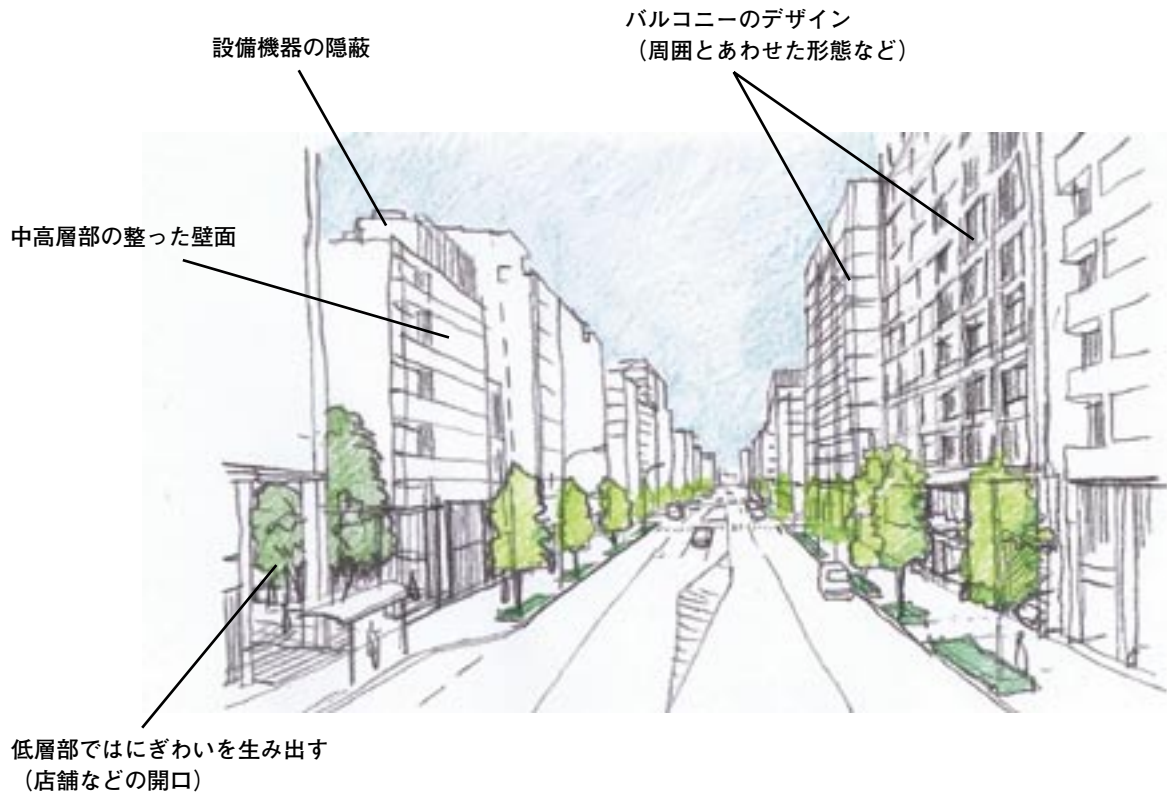 バルコニーのデザイン
（周囲とあわせた形態など）
設備機器の隠蔽
中高層部の整った壁面
低層部ではにぎわいを生み出す
（店舗などの開口）